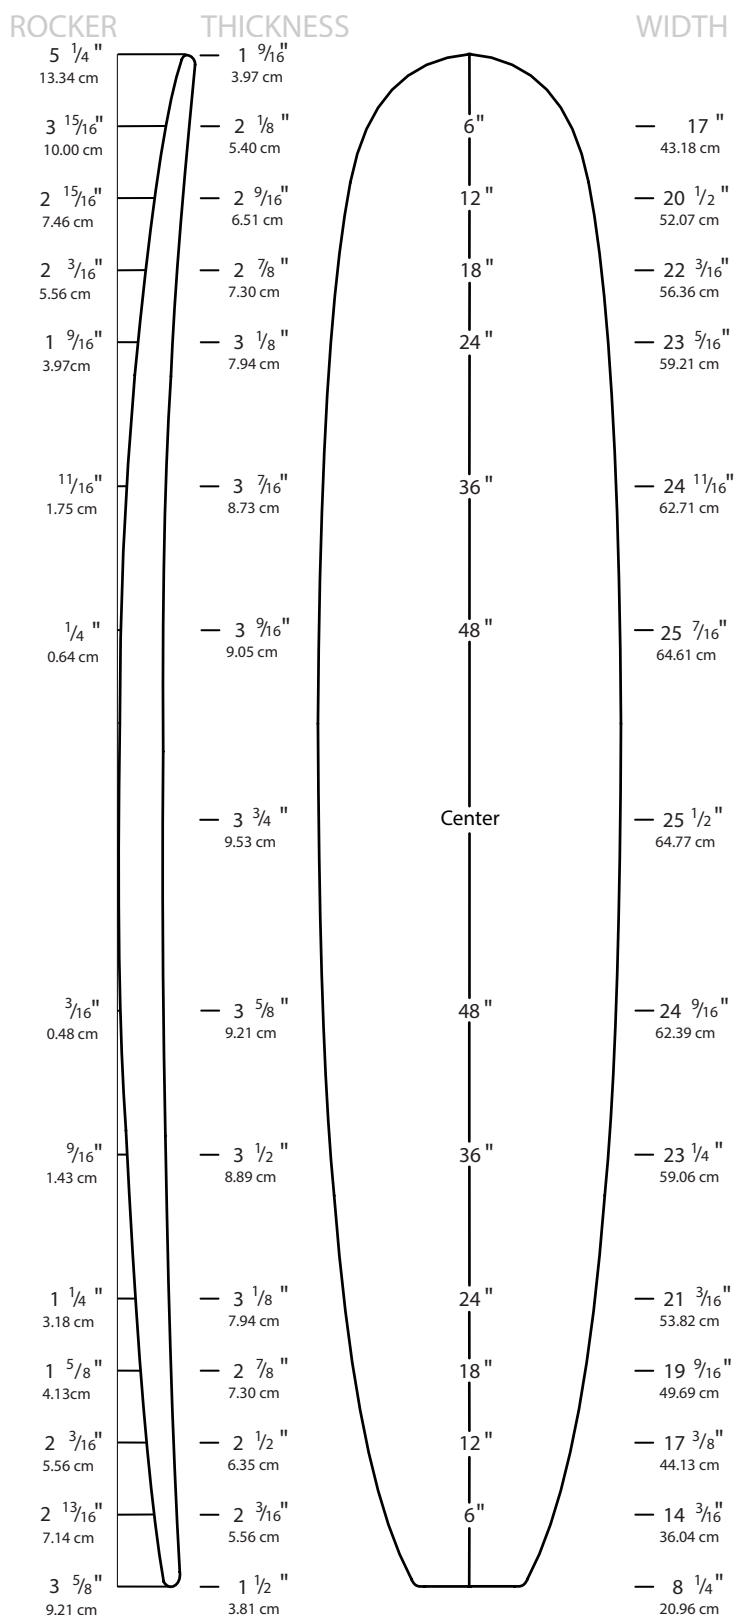 ROCKER THICKNESS WIDTH
5 1/4 " 1 9/16"
13.34 cm 3.97 cm
3 15/16" 2 1/8 " 6" 17 "
10.00 cm 5.40 cm 43.18 cm
2 15/16" 2 9/16" 12" 20 1/2 "
7.46 cm 6.51 cm 52.07 cm
2 3/16" 2 7/8 " 18" 22 3/16"
5.56 cm 7.30 cm 56.36 cm
1 9/16" 3 1/8 " 24" 23 5/16"
3.97cm 7.94 cm 59.21 cm
11/16" 3 7/16" 36" 24 11/16"
1.75 cm 8.73 cm 62.71 cm
1/4 " 3 9/16" 48" 25 7/16"
0.64 cm 9.05 cm 64.61 cm
3 3/4 " Center 25 1/2 "
9.53 cm 64.77 cm
3/16" 3 5/8 " 48" 24 9/16"
0.48 cm 9.21 cm 62.39 cm
9/16" 3 1/2 " 36" 23 1/4 "
1.43 cm 8.89 cm 59.06 cm
1 1/4 " 3 1/8 " 24" 21 3/16"
3.18 cm 7.94 cm 53.82 cm
1 5/8 " 2 7/8 " 18" 19 9/16"
4.13cm 7.30 cm 49.69 cm
2 3/16" 2 1/2 " 12" 17 3/8 "
5.56 cm 6.35 cm 44.13 cm
2 13/16" 2 3/16" 6" 14 3/16"
7.14 cm 5.56 cm 36.04 cm
3 5/8 " 1 1/2 " 8 1/4 "
9.21 cm 3.81 cm 20.96 cm